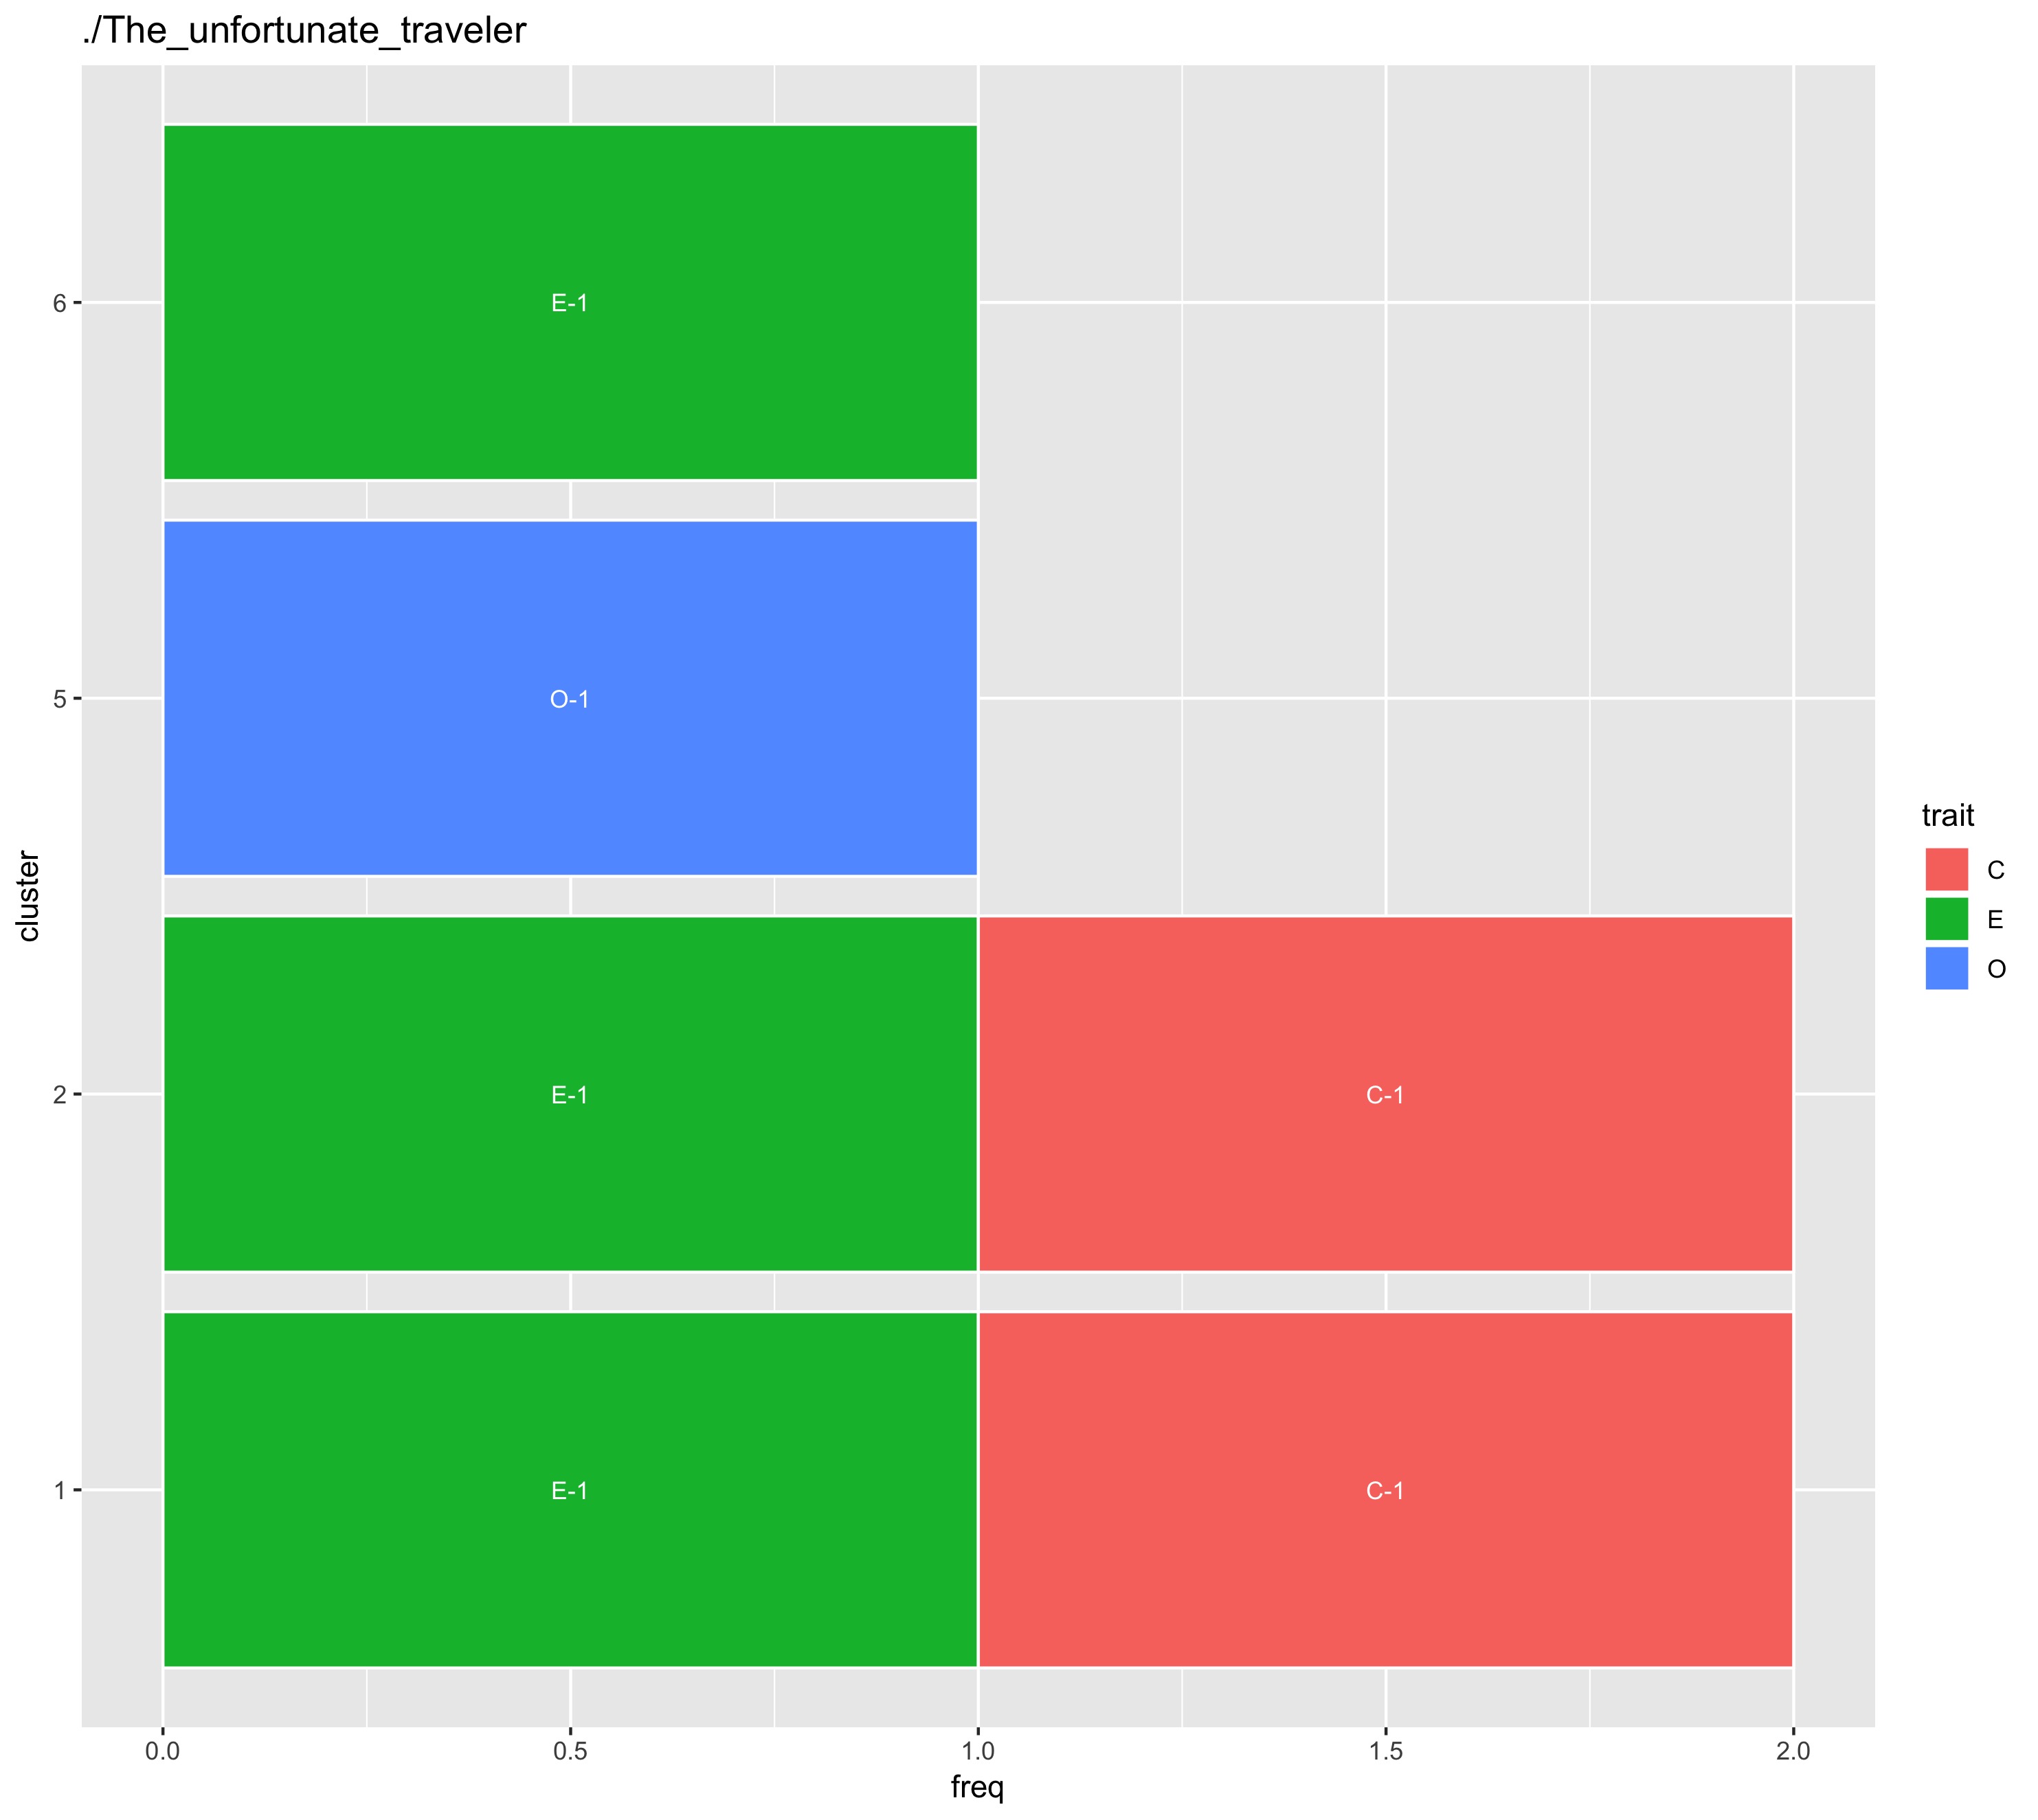 ./The_unfortunate_traveler
6
E-1
5
O-1
2
E-1
C-1
1
E-1
C-1
cluster
0.0
0.5
1.0
1.5
2.0
freq
trait
C
E
O